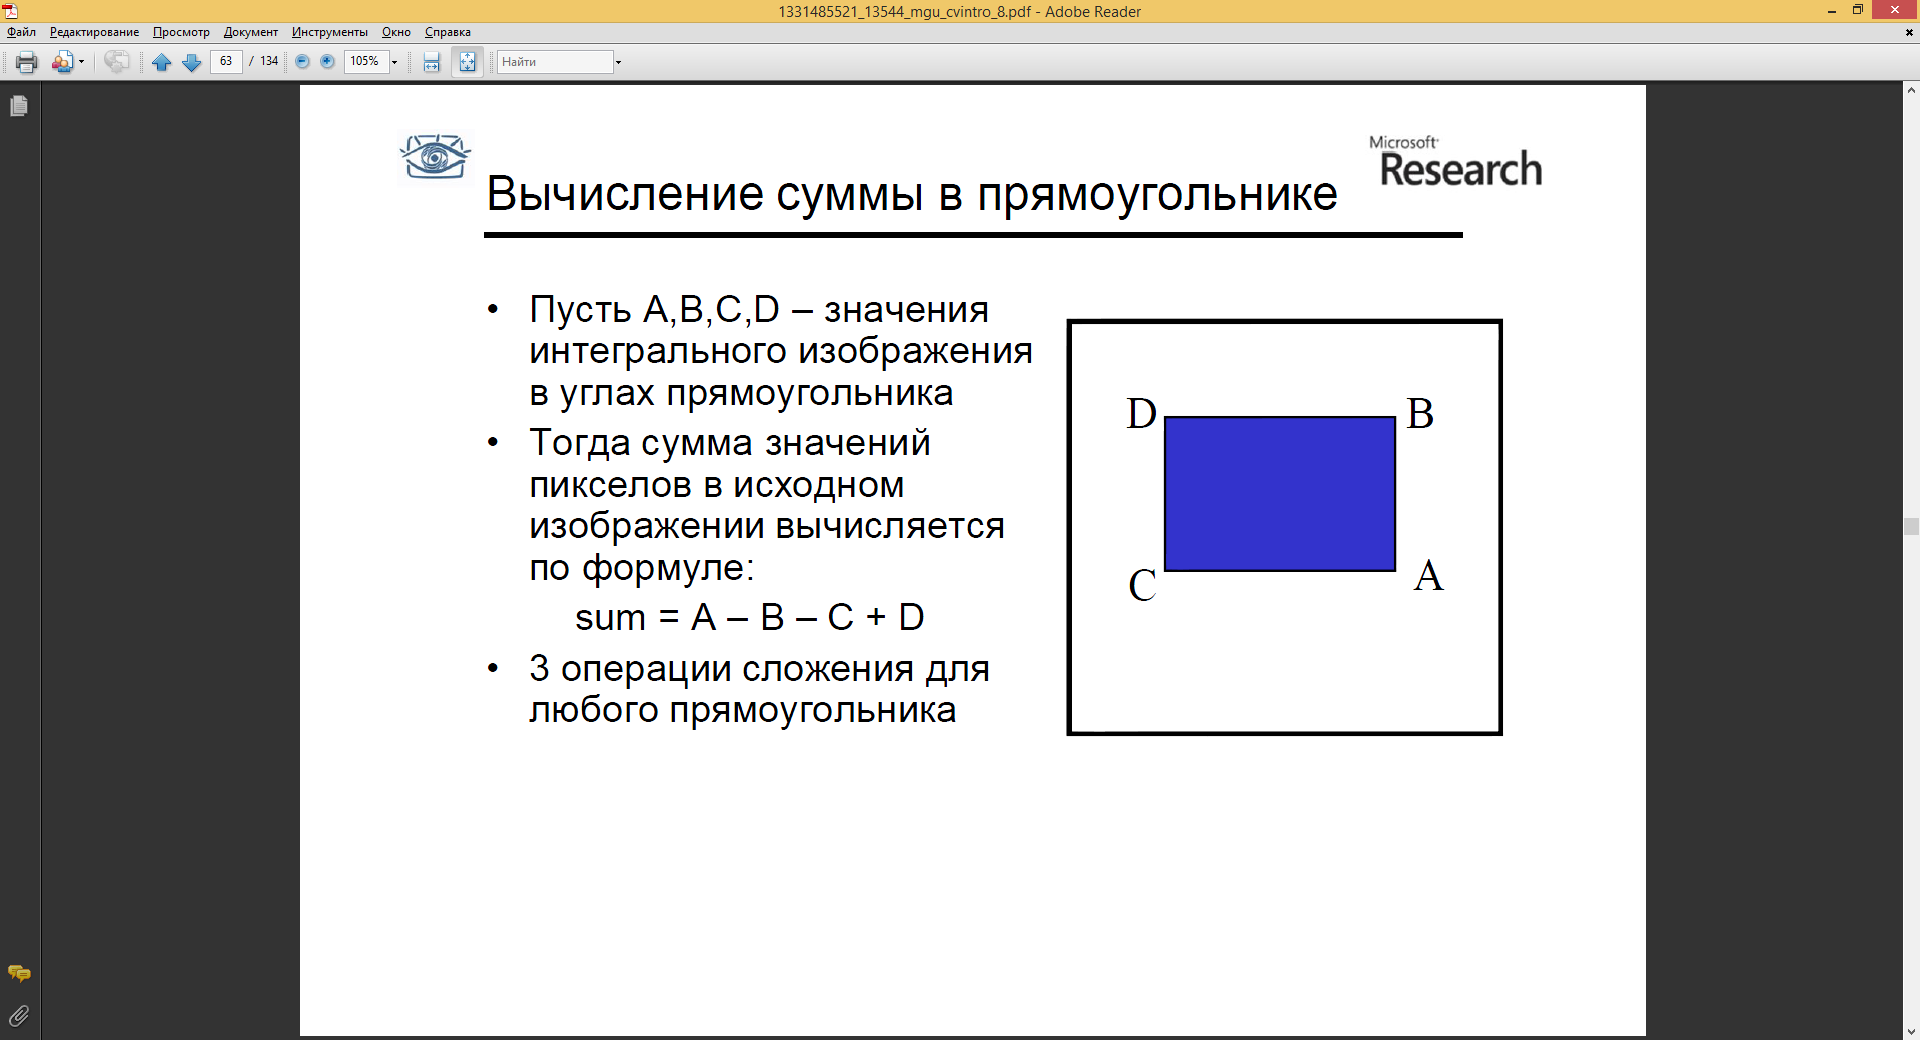 1331485521_13544_mgu_cvintro_8.pdf - Adobe Reader
Файл Редактирование Просмотр Документ Инструменты Окно Справка
63 / 134 105% Найти
Microsoft
Research
Вычисление суммы в прямоугольнике
• Пусть A,B,C,D – значения
интегрального изображения
в углах прямоугольника
• Тогда сумма значений
пикселов в исходном
изображении вычисляется
по формуле:
sum = A – B – C + D
• 3 операции сложения для
любого прямоугольника
D B
C A